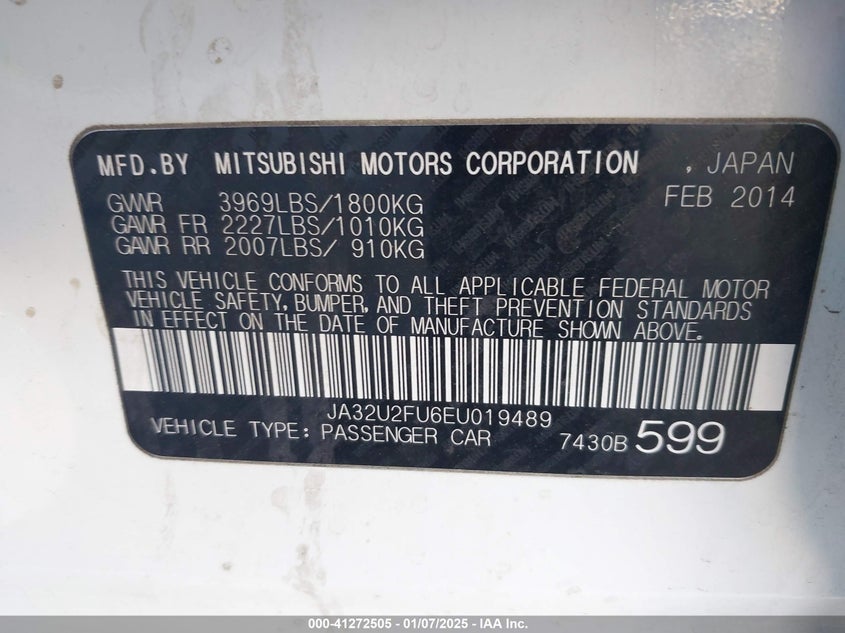 MFD.BY MITSUBISHI MOTORS CORPORATION , JAPAN
FEB 2014
GWWR 3969LBS/1800KG
GAWR FR 2227LBS/1010KG
GAWR RR 2007LBS/ 910KG
THIS VEHICLE CONFORMS TO ALL APPLICABLE FEDERAL MOTOR
VEHICLE SAFETY, BUMPER, AND THEFT PREVENTION STANDARDS
IN EFFECT ON THE DATE OF MANUFACTURE SHOWN ABOVE.
JA32U2FU6EU019489
VEHICLE TYPE: PASSENGER CAR 7430B 599
000-41272505 - 01/07/2025 - IAA Inc.